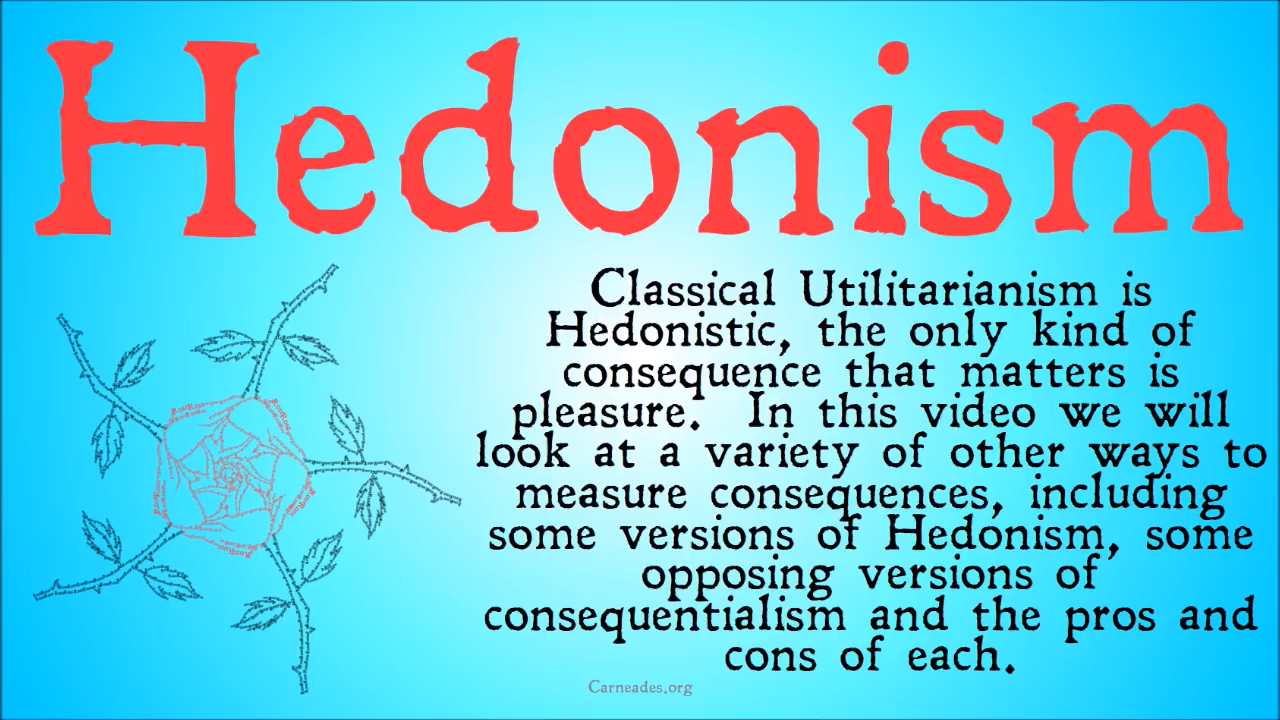 Hedonism
Classical Utilitarianism is
Hedonistic, the only kind of
consequence that matters is
pleasure.  In this video we will
look at a variety of other ways to
measure consequences, including
some versions of Hedonism, some
opposing versions of
consequentialism and the pros and
cons of each.
Carneades.org